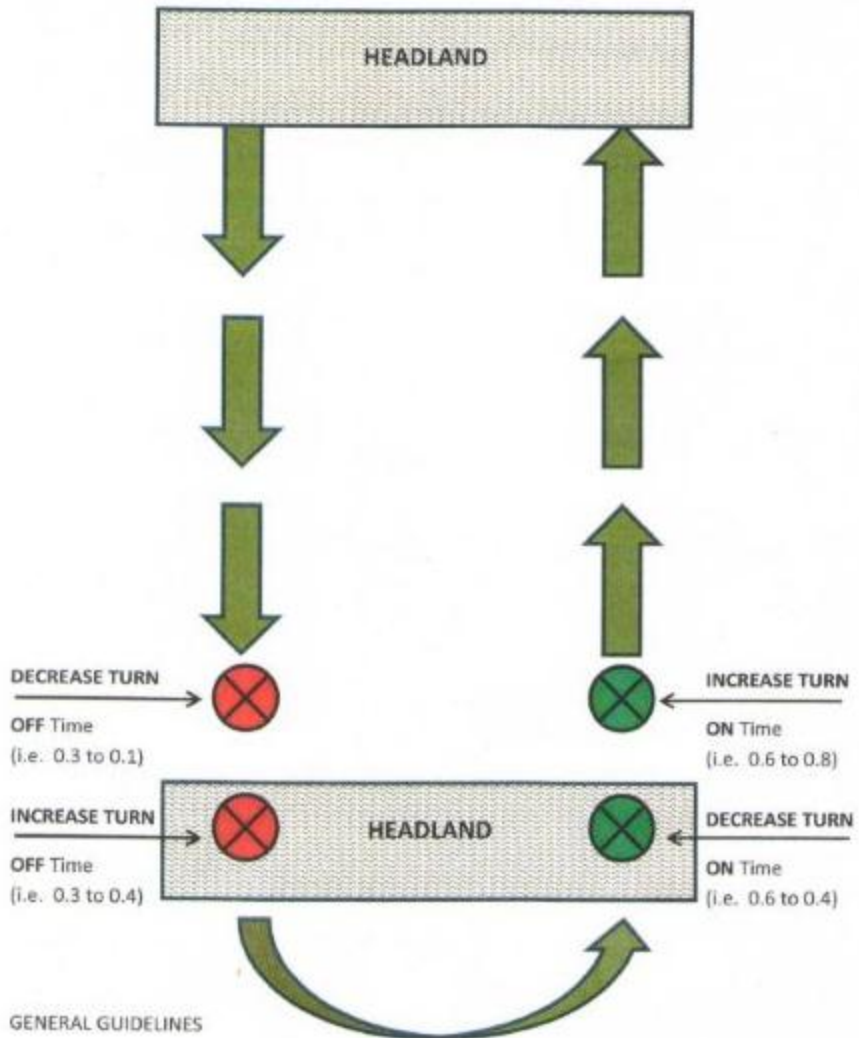 HEADLAND
DECREASE TURN
OFF Time
(i.e. 0.3 to 0.1)
INCREASE TURN
ON Time
(i.e. 0.6 to 0.8)
INCREASE TURN
OFF Time
(i.e. 0.3 to 0.4)
HEADLAND
DECREASE TURN
ON Time
(i.e. 0.6 to 0.4)
GENERAL GUIDELINES